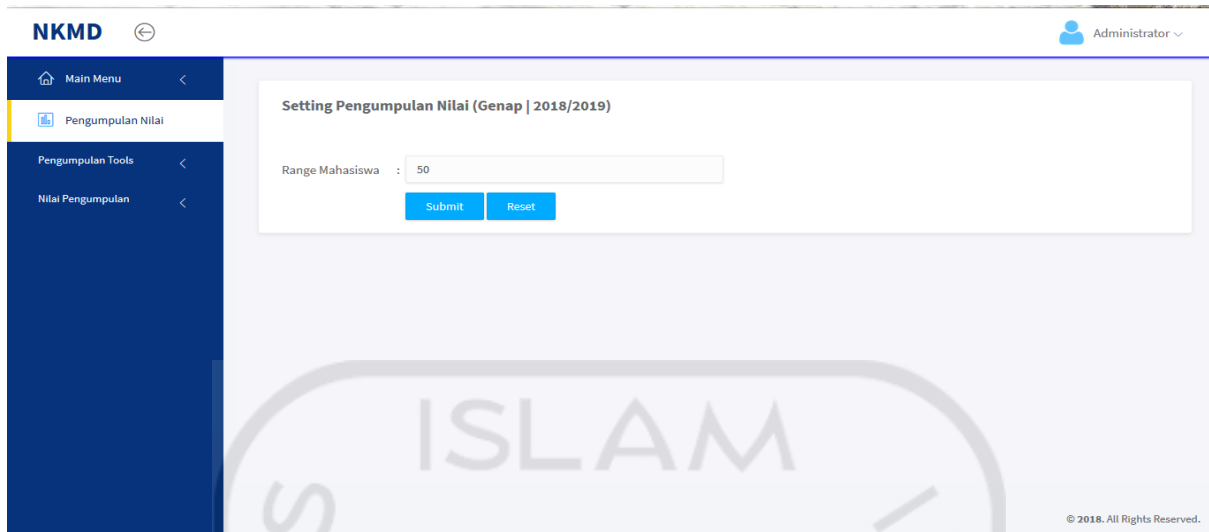 NKMD
Administrator
Main Menu
Pengumpulan Nilai
Pengumpulan Tools
Nilai Pengumpulan
Setting Pengumpulan Nilai (Genap | 2018/2019)
Range Mahasiswa : 50
Submit Reset
ISLAM
S
© 2018. All Rights Reserved.